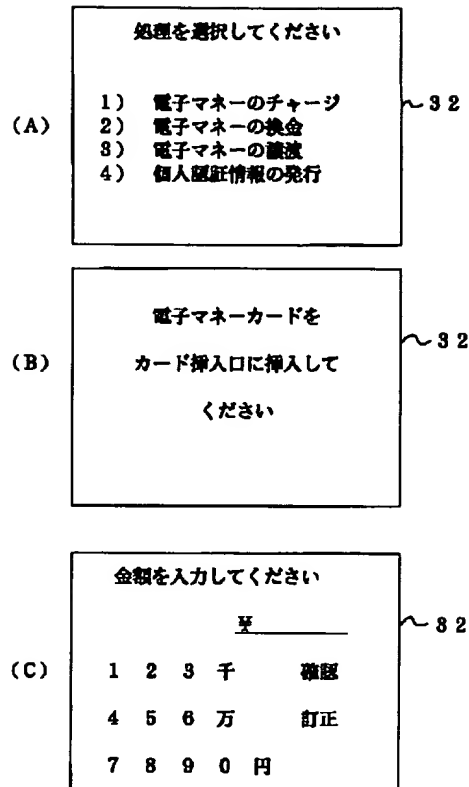 処理を選択してください
(A)
1) 電子マネーのチャージ
2) 電子マネーの換金
3) 電子マネーの譲渡
4) 個人認証情報の発行
~32
(B)
電子マネーカードを
カード挿入口に挿入して
ください
~32
(C)
金額を入力してください
¥
~32
1 2 3 千 確認
4 5 6 万 訂正
7 8 9 0 円